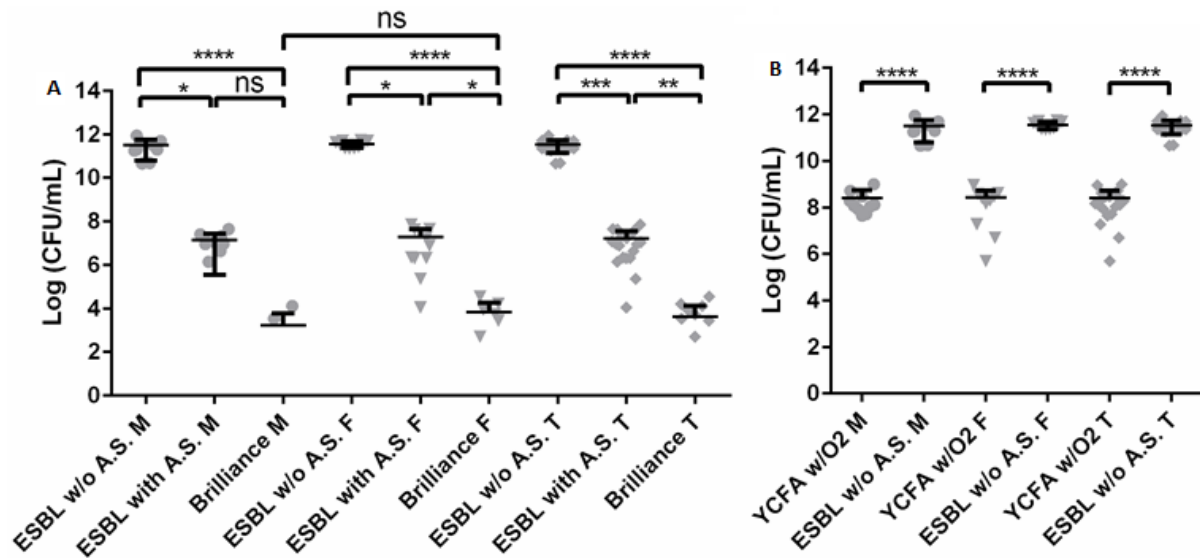 ns
**** **** ****
* ns * * *** **
A
14
12
10
8
6
4
2
0
Log (CFU/mL)
ESBL w/o A.S. M
ESBL with A.S. M
Brilliance M
ESBL w/o A.S. F
ESBL with A.S. F
Brilliance F
ESBL w/o A.S. T
ESBL with A.S. T
Brilliance T
B
**** **** ****
14
12
10
8
6
4
2
0
Log (CFU/mL)
YCFA w/O2 M
ESBL w/o A.S. M
YCFA w/O2 F
ESBL w/o A.S. F
YCFA w/O2 T
ESBL w/o A.S. T